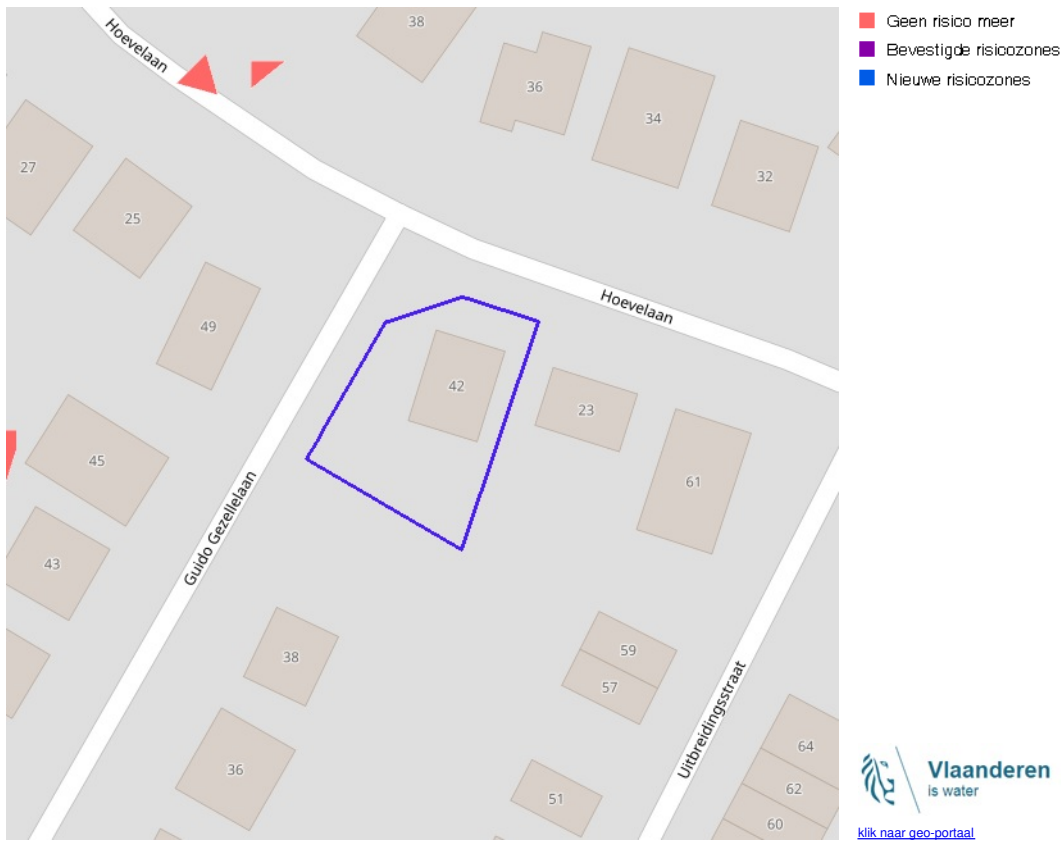 Hoevelaan
38
36
34
32
27
25
49
Hoevelaan
42
23
45
61
43
Guido Gezellelaan
38
59
57
36
Uitbreidingsstraat
64
62
51
60
Geen risico meer
Bevestigde risicozones
Nieuwe risicozones
Vlaanderen
is water
klik naar geo-portaal